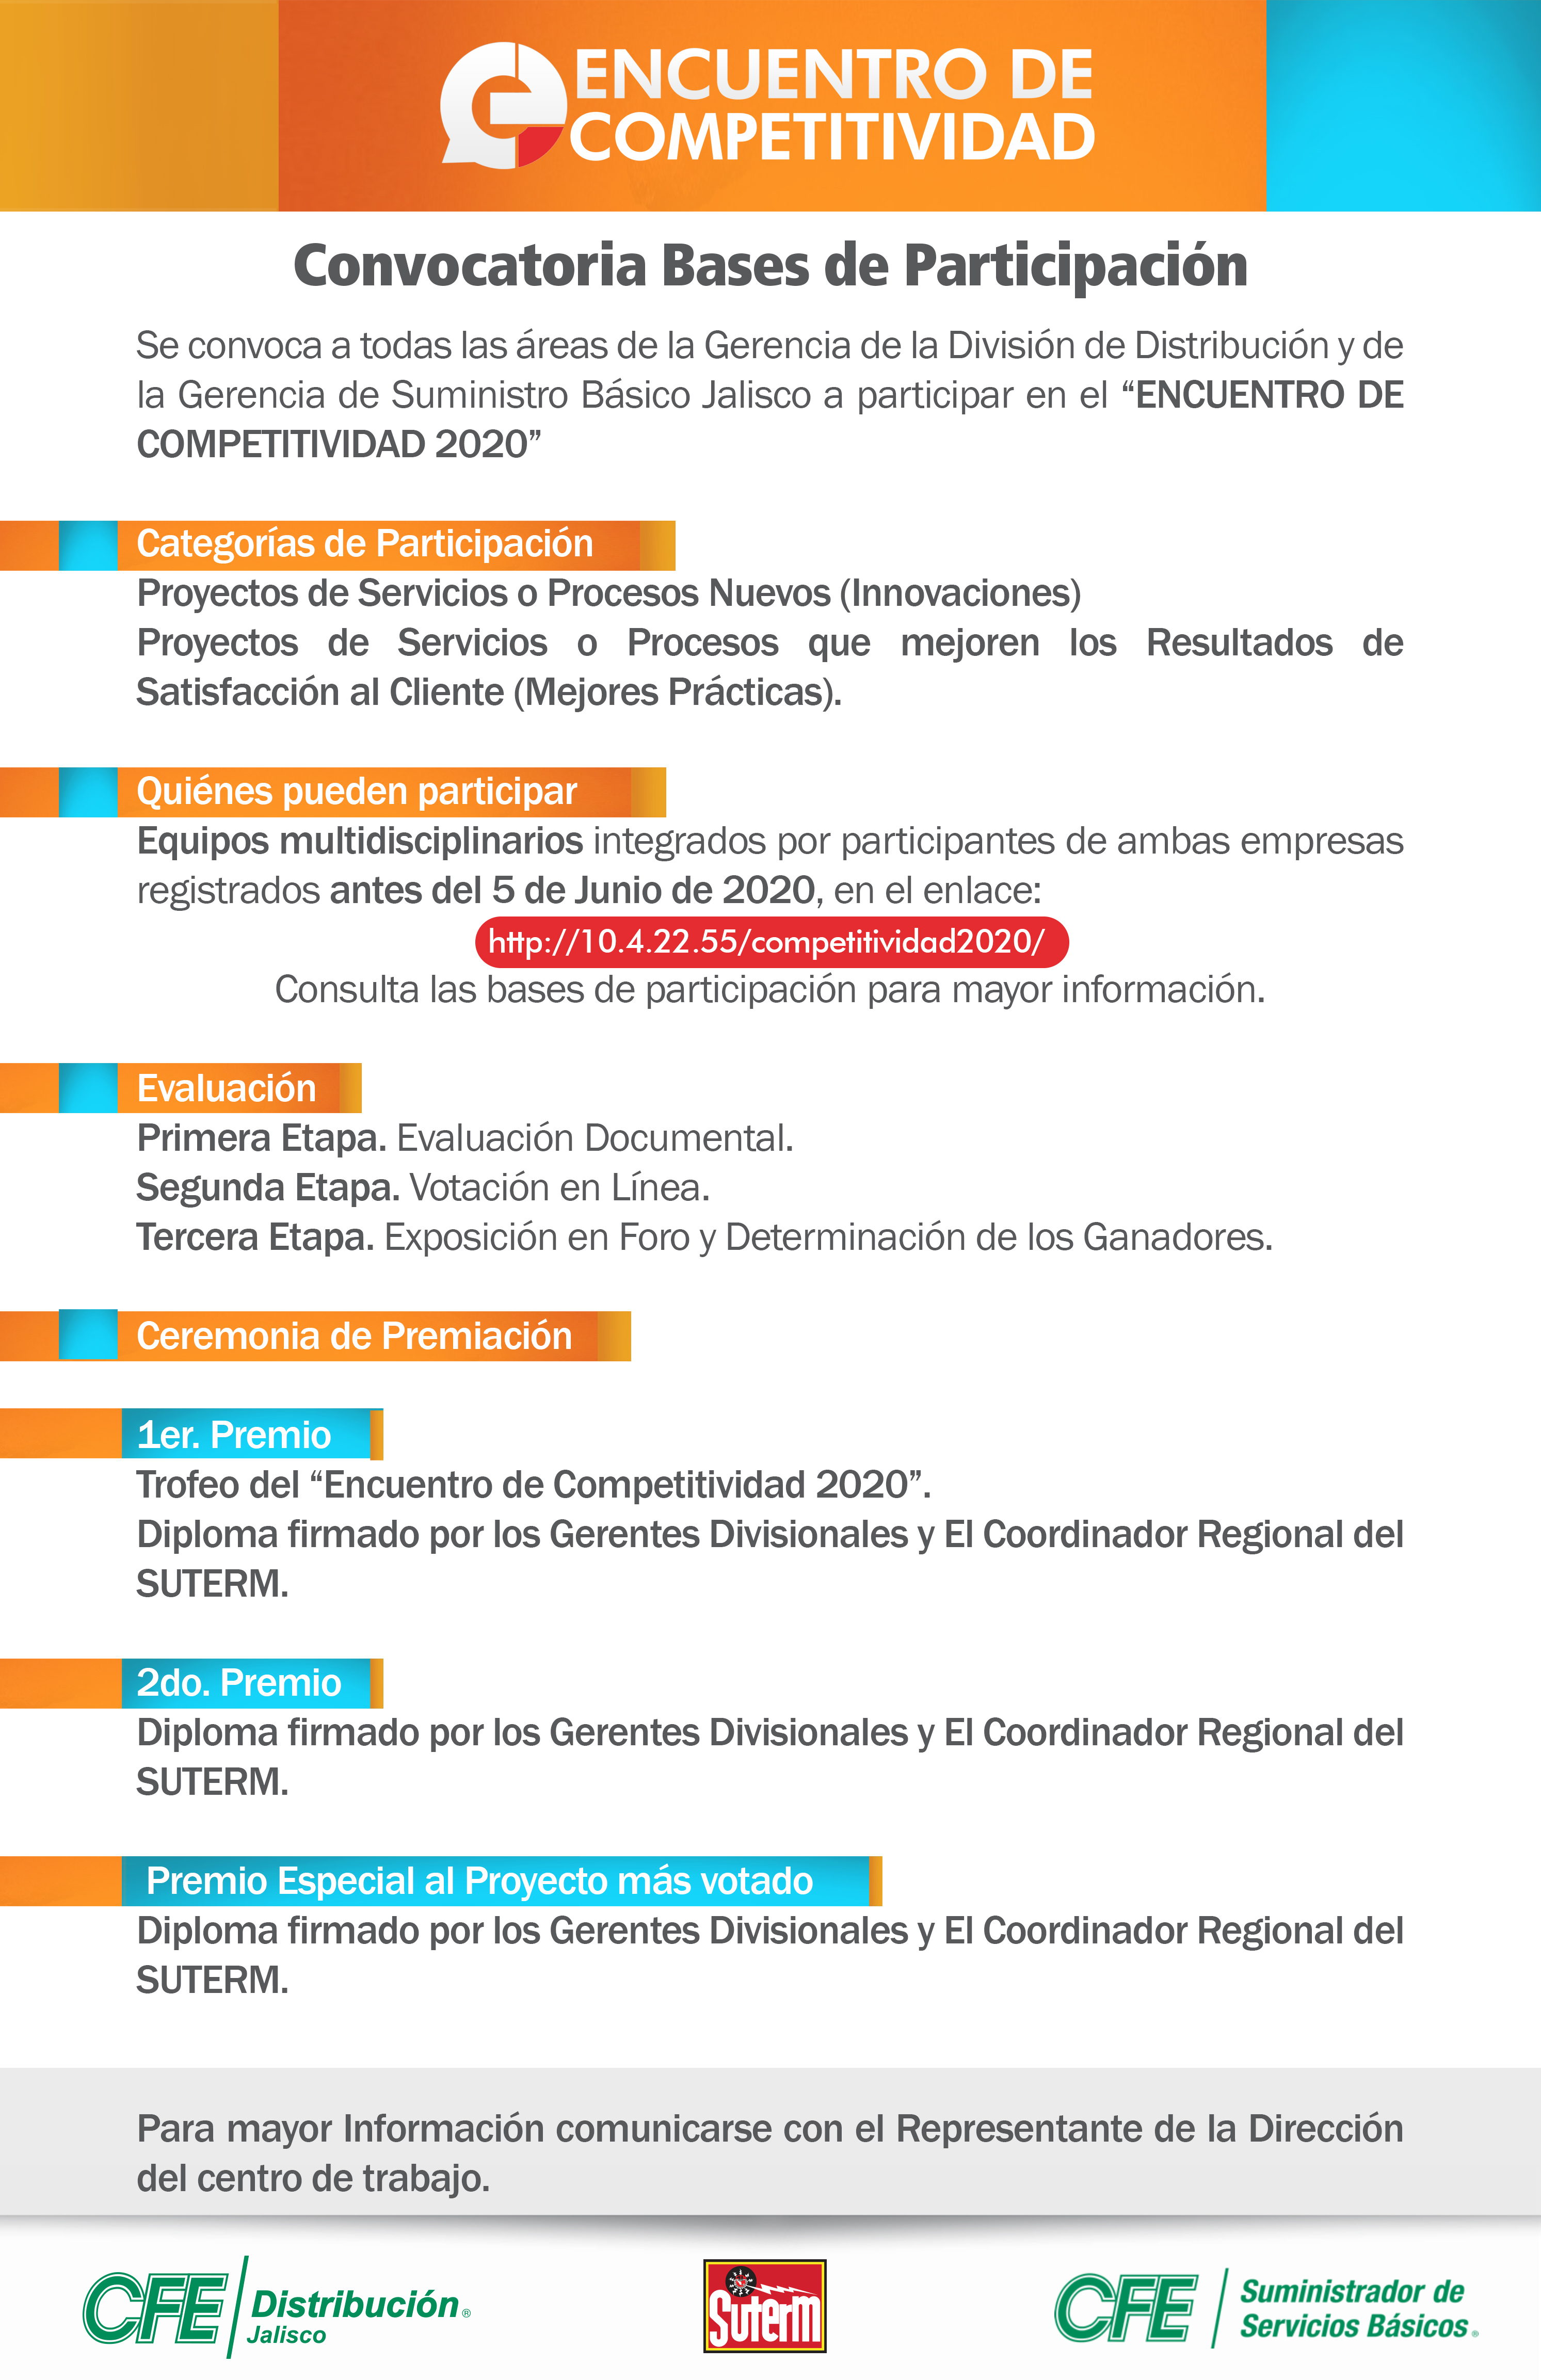 ENCUENTRO DE
COMPETITIVIDAD
Convocatoria Bases de Participación
Se convoca a todas las áreas de la Gerencia de la División de Distribución y de
la Gerencia de Suministro Básico Jalisco a participar en el “ENCUENTRO DE
COMPETITIVIDAD 2020”
Categorías de Participación
Proyectos de Servicios o Procesos Nuevos (Innovaciones)
Proyectos de Servicios o Procesos que mejoren los Resultados de
Satisfacción al Cliente (Mejores Prácticas).
Quiénes pueden participar
Equipos multidisciplinarios integrados por participantes de ambas empresas
registrados antes del 5 de Junio de 2020, en el enlace:
http://10.4.22.55/competitividad2020/
Consulta las bases de participación para mayor información.
Evaluación
Primera Etapa. Evaluación Documental.
Segunda Etapa. Votación en Línea.
Tercera Etapa. Exposición en Foro y Determinación de los Ganadores.
Ceremonia de Premiación
1er. Premio
Trofeo del “Encuentro de Competitividad 2020”.
Diploma firmado por los Gerentes Divisionales y El Coordinador Regional del
SUTERM.
2do. Premio
Diploma firmado por los Gerentes Divisionales y El Coordinador Regional del
SUTERM.
Premio Especial al Proyecto más votado
Diploma firmado por los Gerentes Divisionales y El Coordinador Regional del
SUTERM.
Para mayor Información comunicarse con el Representante de la Dirección
del centro de trabajo.
CFE Distribución®
Jalisco
Suterm
CFE Suministrador de
Servicios Básicos®